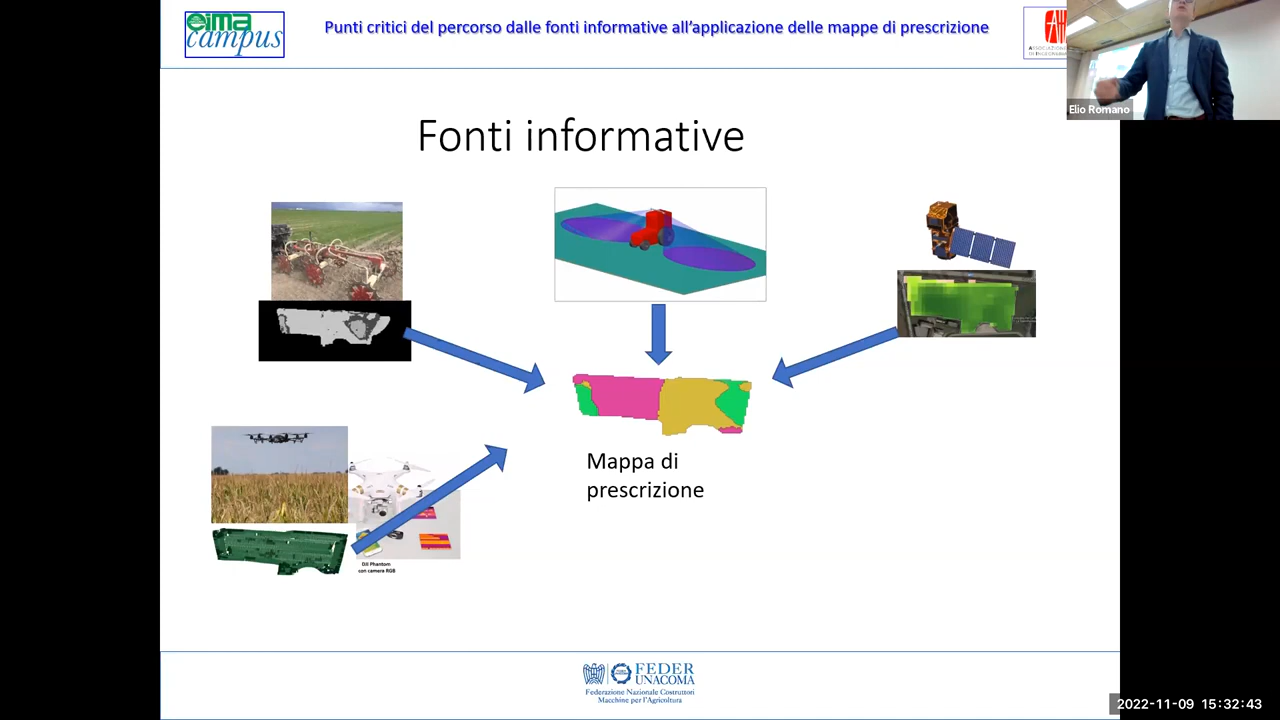 eima
campus
Punti critici del percorso dalle fonti informative all'applicazione delle mappe di prescrizione
Elio Romano
Fonti informative
Mappa di
prescrizione
DJI Phantom
con camera RGB
FEDER
UNACOMA
Federazione Nazionale Costruttori
Macchine per l'Agricoltura
2022-11-09 15:32:43